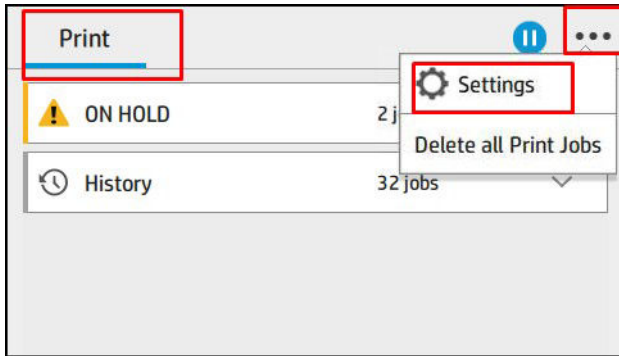 Print
Settings
ON HOLD
2 j
Delete all Print Jobs
History
32 jobs